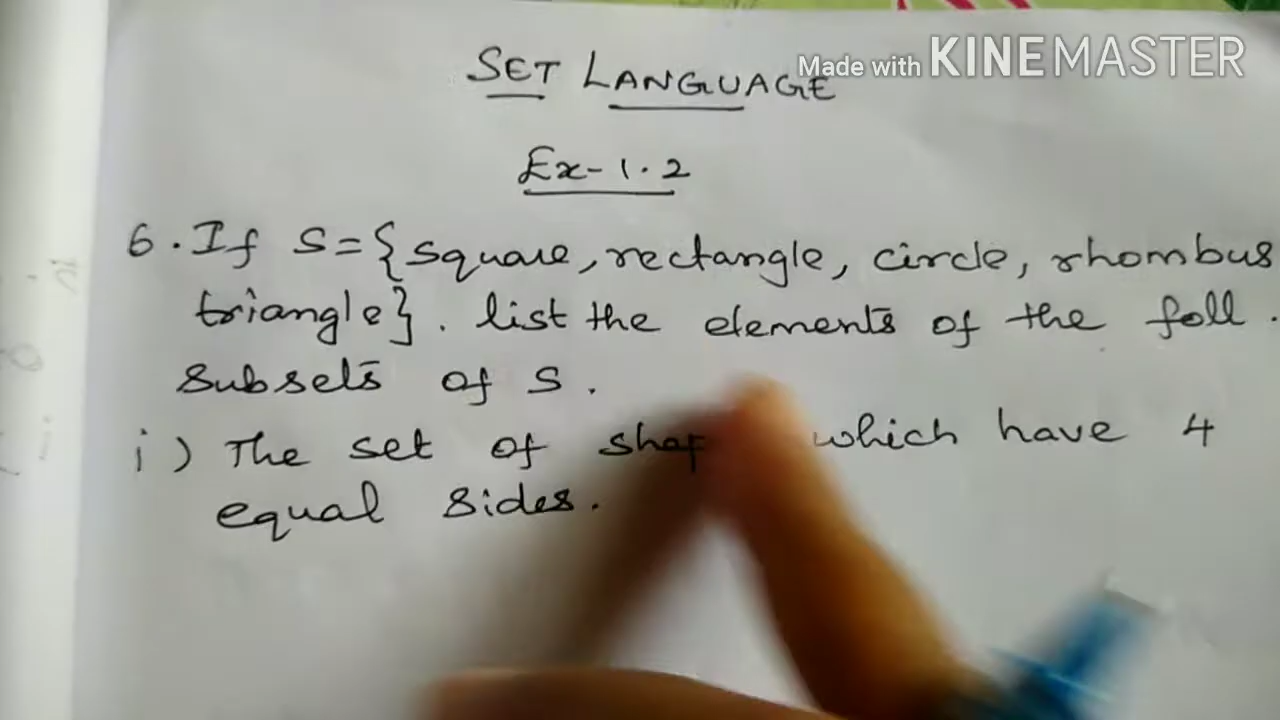 Made with KINEMASTER
SET LANGUAGE
Ex-1.2
6. If S={square, rectangle, circle, rhombus
triangle}. list the elements of the foll.
Subsets of S.
i) The set of which have 4
equal sides.